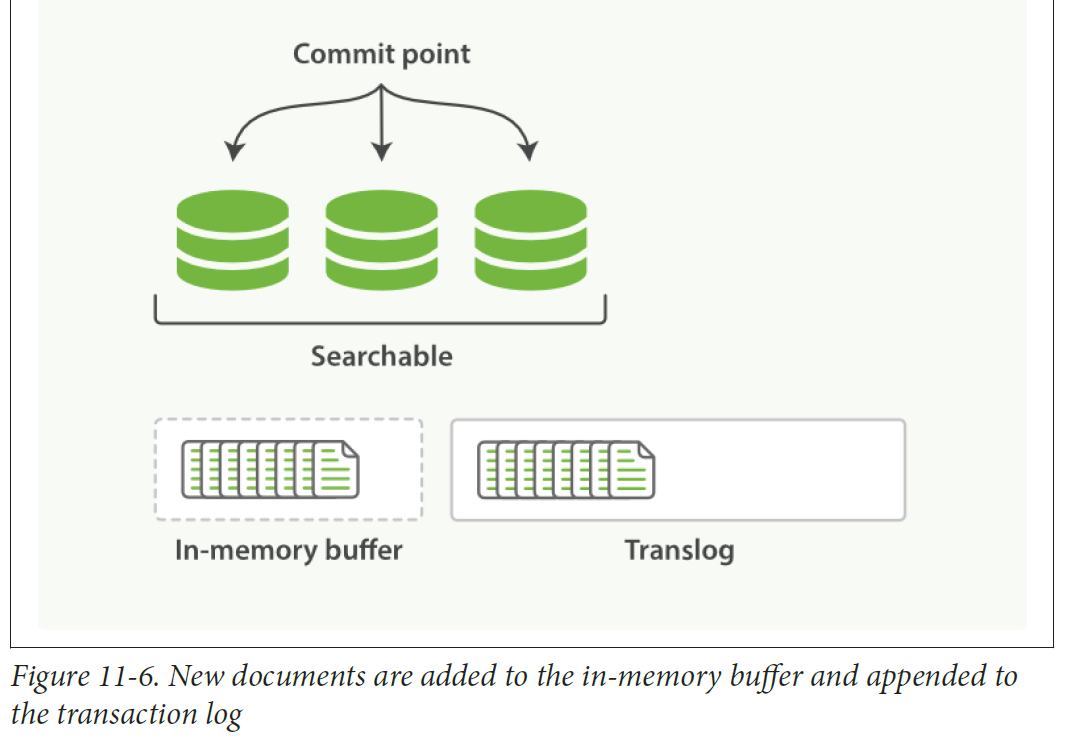 Commit point
Searchable
In-memory buffer
Translog
Figure 11-6. New documents are added to the in-memory buffer and appended to
the transaction log